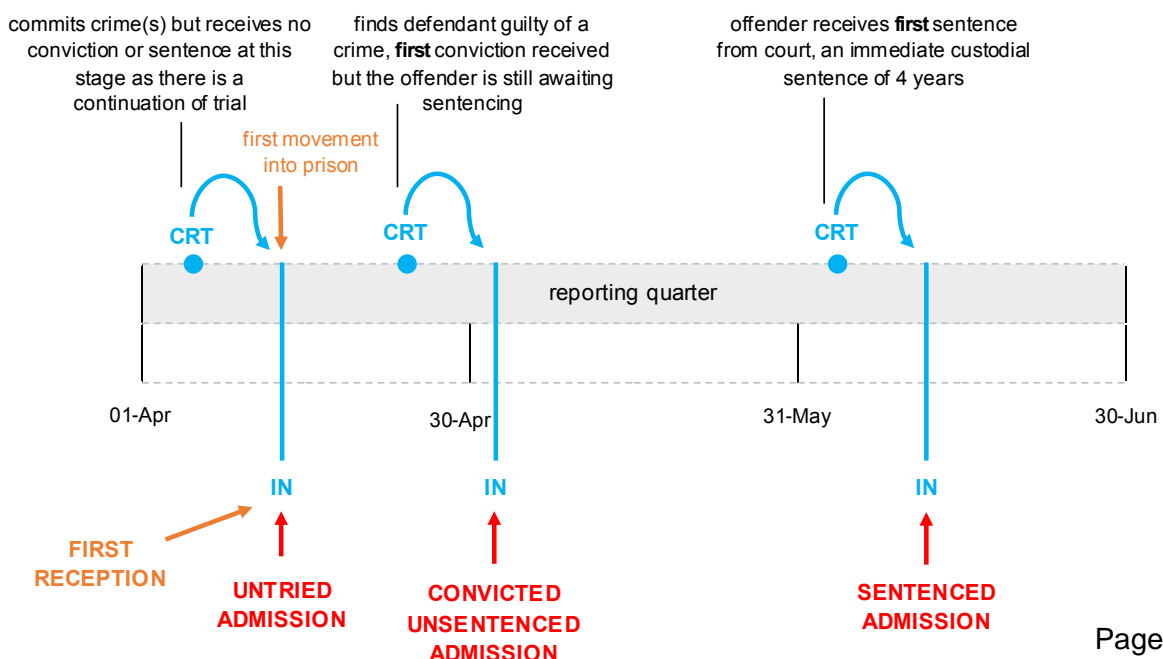 commits crime(s) but receives no
conviction or sentence at this
stage as there is a
continuation of trial
finds defendant guilty of a
crime, first conviction received
but the offender is still awaiting
sentencing
offender receives first sentence
from court, an immediate custodial
sentence of 4 years
first movement
into prison
CRT
CRT
CRT
reporting quarter
01-Apr
30-Apr
31-May
30-Jun
IN
IN
IN
FIRST
RECEPTION
UNTRIED
ADMISSION
CONVICTED
UNSENTENCED
ADMISSION
SENTENCED
ADMISSION
Page